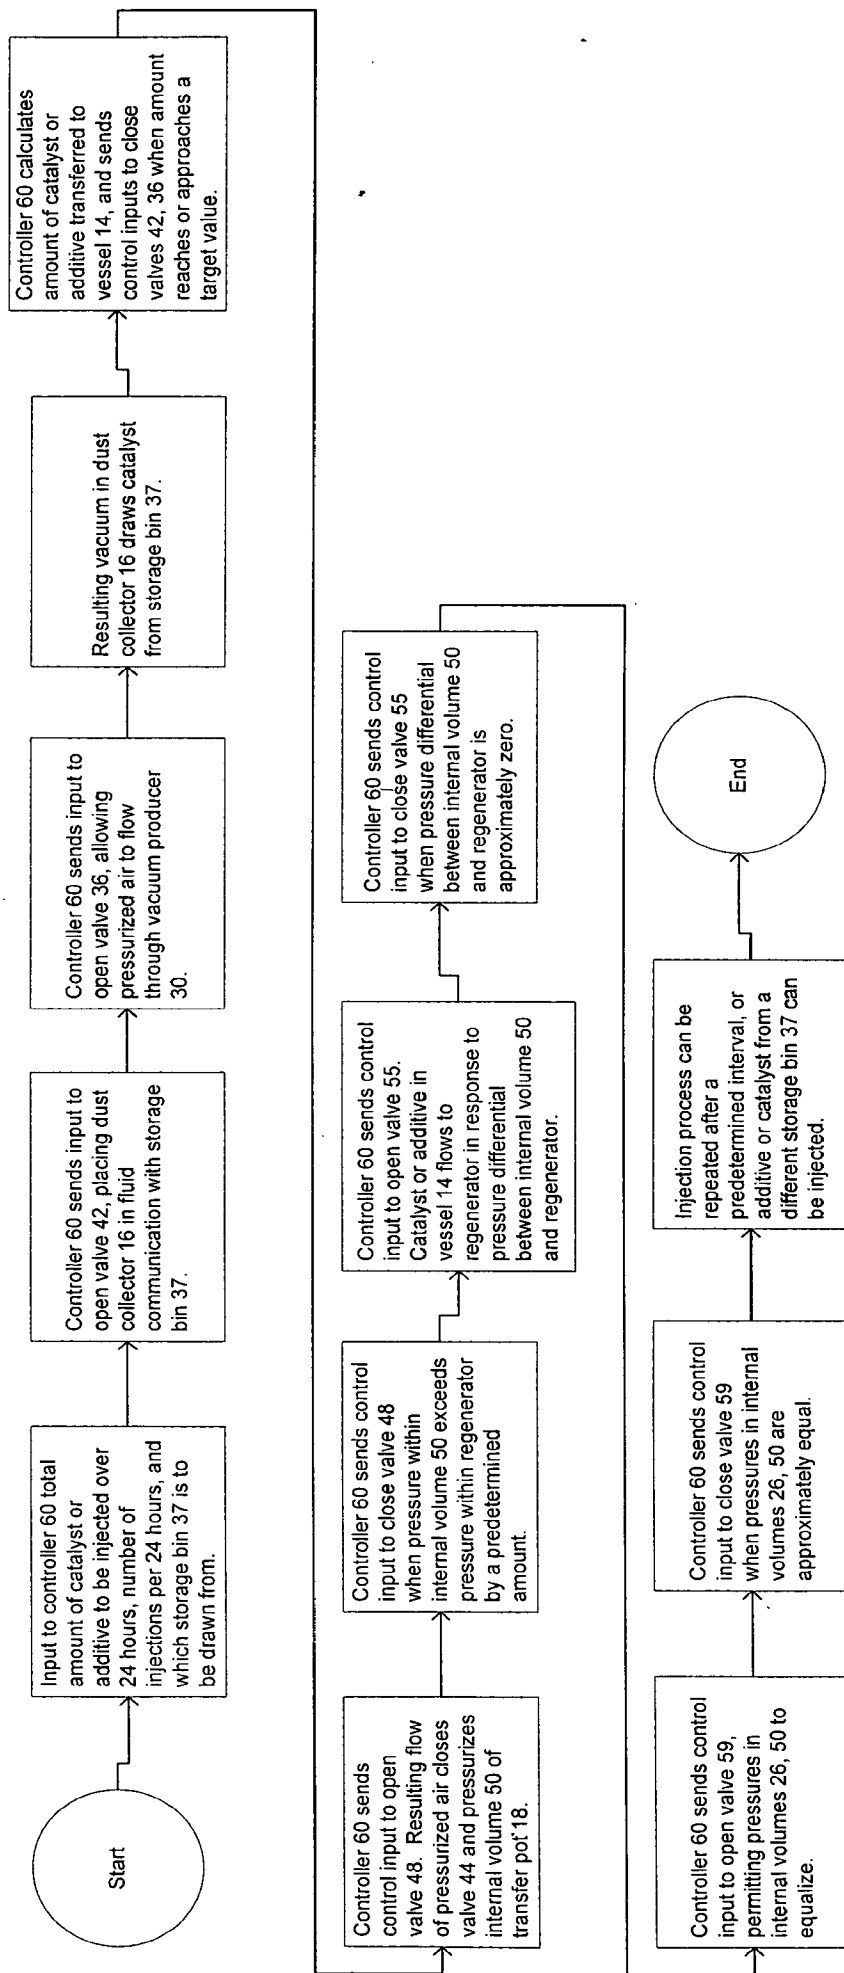 Start
Input to controller 60 total
amount of catalyst or
additive to be injected over
24 hours, number of
injections per 24 hours, and
which storage bin 37 is to
be drawn from.
Controller 60 sends input to
open valve 42, placing dust
collector 16 in fluid
communication with storage
bin 37.
Controller 60 sends input to
open valve 36, allowing
pressurized air to flow
through vacuum producer
30.
Resulting vacuum in dust
collector 16 draws catalyst
from storage bin 37.
Controller 60 calculates
amount of catalyst or
additive transferred to
vessel 14, and sends
control inputs to close
valves 42, 36 when amount
reaches or approaches a
target value.
Controller 60 sends
control input to open
valve 48. Resulting flow
of pressurized air closes
valve 44 and pressurizes
internal volume 50 of
transfer pot 18.
Controller 60 sends control
input to close valve 48
when pressure within
internal volume 50 exceeds
pressure within regenerator
by a predetermined
amount.
Controller 60 sends control
input to open valve 55.
Catalyst or additive in
vessel 14 flows to
regenerator in response to
pressure differential
between internal volume 50
and regenerator.
Controller 60 sends control
input to close valve 55
when pressure differential
between internal volume 50
and regenerator is
approximately zero.
Controller 60 sends control
input to open valve 59,
permitting pressures in
internal volumes 26, 50 to
equalize.
Controller 60 sends control
input to close valve 59
when pressures in internal
volumes 26, 50 are
approximately equal.
Injection process can be
repeated after a
predetermined interval, or
additive or catalyst from a
different storage bin 37 can
be injected.
End